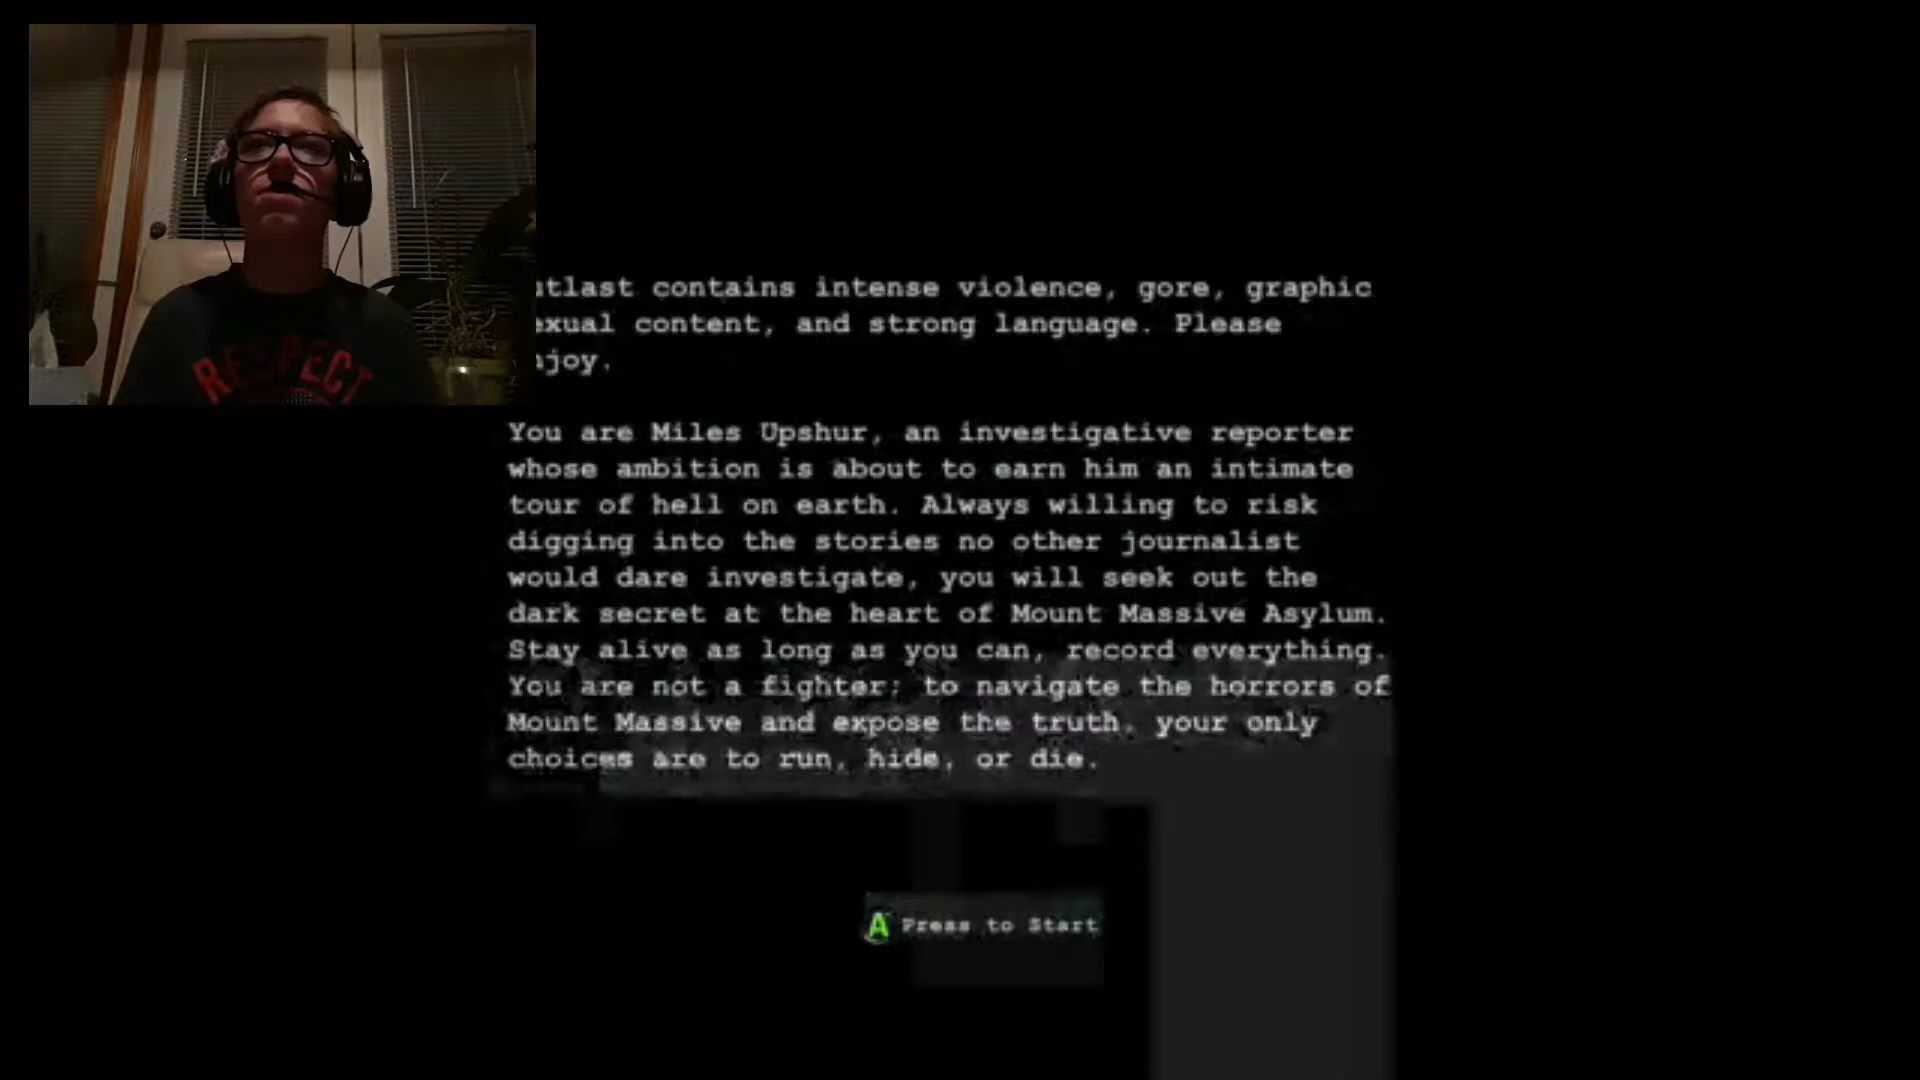 RESPECT
utlast contains intense violence, gore, graphic
exual content, and strong language. Please
njoy.
You are Miles Upshur, an investigative reporter
whose ambition is about to earn him an intimate
tour of hell on earth. Always willing to risk
digging into the stories no other journalist
would dare investigate, you will seek out the
dark secret at the heart of Mount Massive Asylum.
Stay alive as long as you can, record everything.
You are not a fighter; to navigate the horrors of
Mount Massive and expose the truth, your only
choices are to run, hide, or die.
A Press to Start